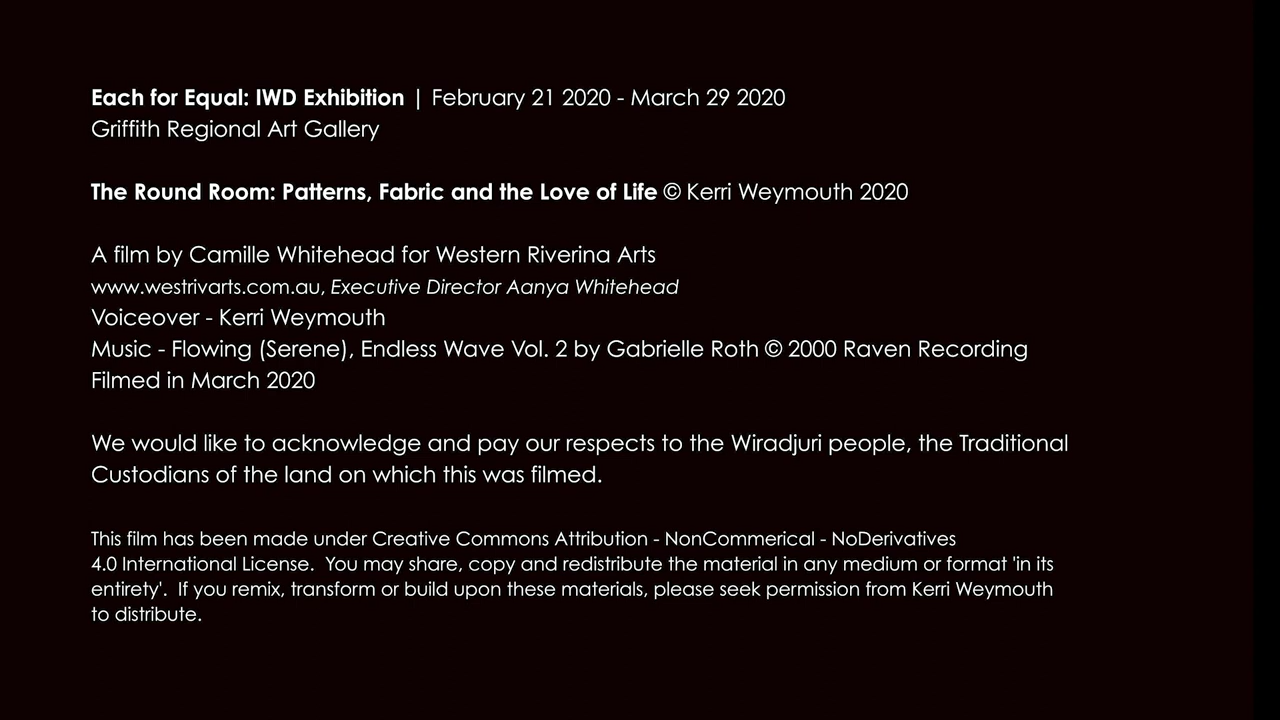 Each for Equal: IWD Exhibition | February 21 2020 - March 29 2020
Griffith Regional Art Gallery
The Round Room: Patterns, Fabric and the Love of Life © Kerri Weymouth 2020
A film by Camille Whitehead for Western Riverina Arts
www.westrivarts.com.au, Executive Director Aanya Whitehead
Voiceover - Kerri Weymouth
Music - Flowing (Serene), Endless Wave Vol. 2 by Gabrielle Roth © 2000 Raven Recording
Filmed in March 2020
We would like to acknowledge and pay our respects to the Wiradjuri people, the Traditional
Custodians of the land on which this was filmed.
This film has been made under Creative Commons Attribution - NonCommerical - NoDerivatives
4.0 International License.  You may share, copy and redistribute the material in any medium or format 'in its
entirety'.  If you remix, transform or build upon these materials, please seek permission from Kerri Weymouth
to distribute.